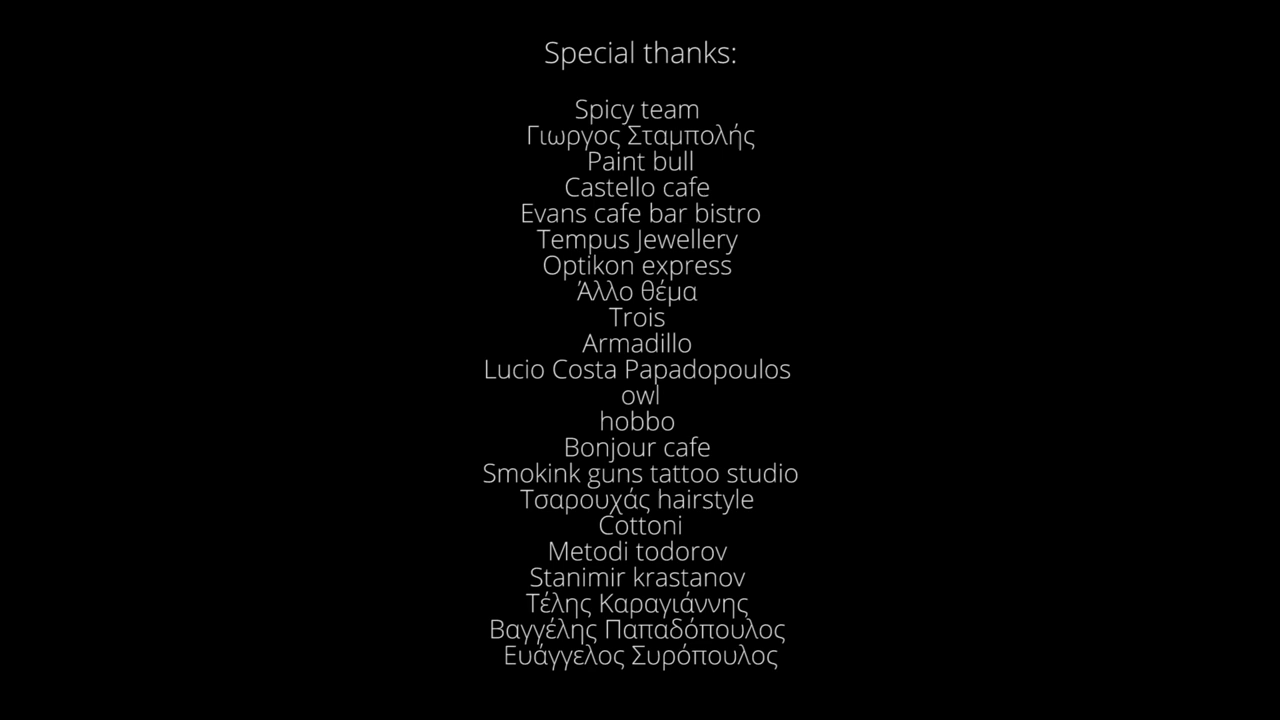 Special thanks:
Spicy team
Γιωργος Σταμπολής
Paint bull
Castello cafe
Evans cafe bar bistro
Tempus Jewellery
Optikon express
Άλλο θέμα
Trois
Armadillo
Lucio Costa Papadopoulos
owl
hobbo
Bonjour cafe
Smokink guns tattoo studio
Τσαρουχάς hairstyle
Cottoni
Metodi todorov
Stanimir krastanov
Τέλης Καραγιάννης
Βαγγέλης Παπαδόπουλος
Ευάγγελος Συρόπουλος